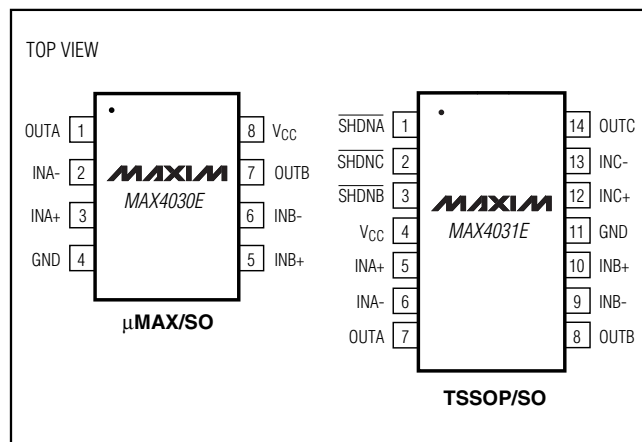 TOP VIEW
OUTA 1
INA- 2
INA+ 3
GND 4
MAXIM
MAX4030E
8 VCC
7 OUTB
6 INB-
5 INB+
µMAX/SO
SHDNA 1
SHDNC 2
SHDNB 3
VCC 4
INA+ 5
INA- 6
OUTA 7
MAXIM
MAX4031E
14 OUTC
13 INC-
12 INC+
11 GND
10 INB+
9 INB-
8 OUTB
TSSOP/SO